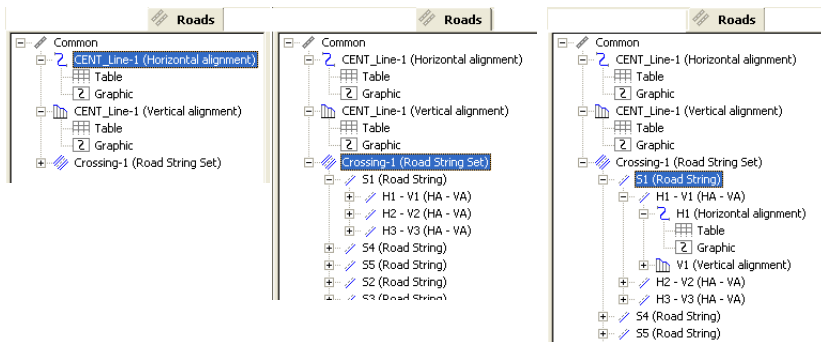 Roads
Common
CENT_Line-1 (Horizontal alignment)
Table
Graphic
CENT_Line-1 (Vertical alignment)
Table
Graphic
Crossing-1 (Road String Set)
Roads
Common
CENT_Line-1 (Horizontal alignment)
Table
Graphic
CENT_Line-1 (Vertical alignment)
Table
Graphic
Crossing-1 (Road String Set)
S1 (Road String)
H1 - V1 (HA - VA)
H2 - V2 (HA - VA)
H3 - V3 (HA - VA)
S4 (Road String)
S5 (Road String)
S2 (Road String)
S3 (Road String)
Roads
Common
CENT_Line-1 (Horizontal alignment)
Table
Graphic
CENT_Line-1 (Vertical alignment)
Table
Graphic
Crossing-1 (Road String Set)
S1 (Road String)
H1 - V1 (HA - VA)
H1 (Horizontal alignment)
Table
Graphic
V1 (Vertical alignment)
H2 - V2 (HA - VA)
H3 - V3 (HA - VA)
S4 (Road String)
S5 (Road String)